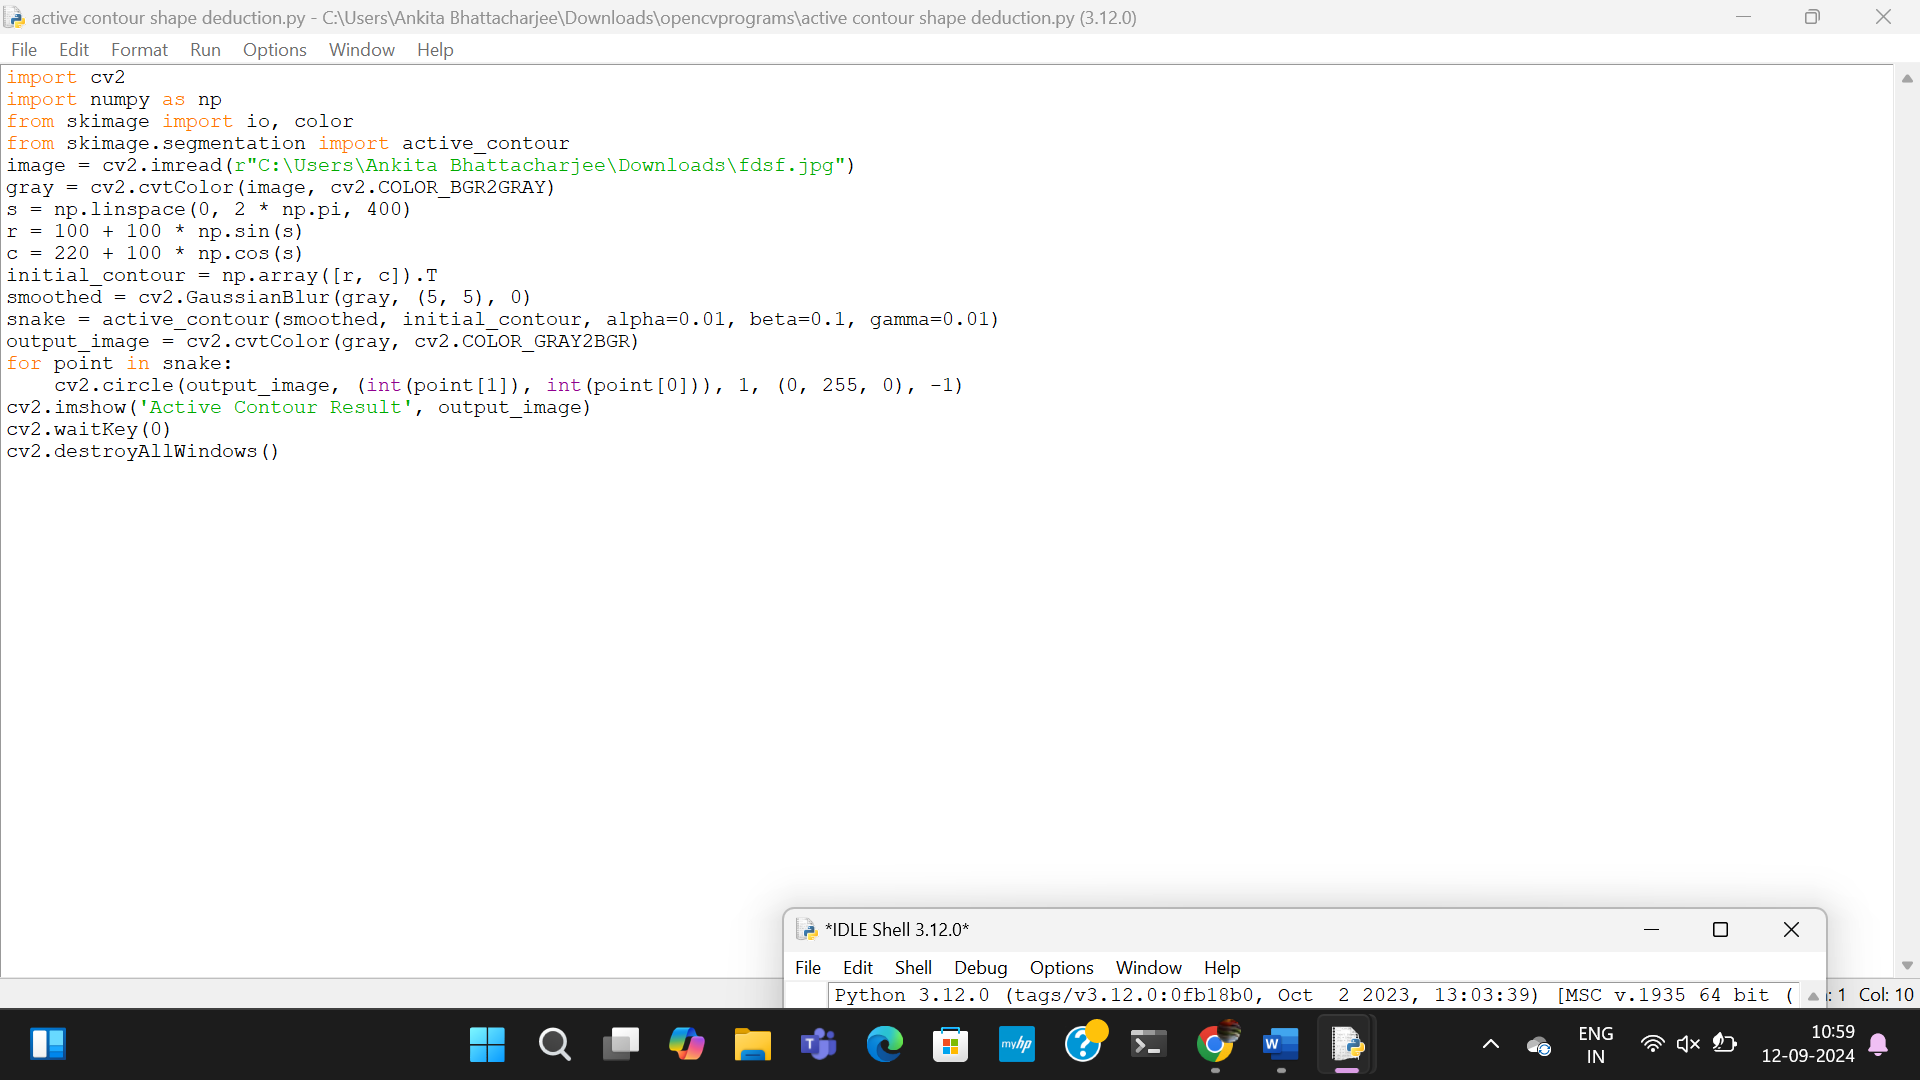 active contour shape deduction.py - C:\Users\Ankita Bhattacharjee\Downloads\opencvprograms\active contour shape deduction.py (3.12.0)
File Edit Format Run Options Window Help
import cv2
import numpy as np
from skimage import io, color
from skimage.segmentation import active_contour
image = cv2.imread(r"C:\Users\Ankita Bhattacharjee\Downloads\fdsf.jpg")
gray = cv2.cvtColor(image, cv2.COLOR_BGR2GRAY)
s = np.linspace(0, 2 * np.pi, 400)
r = 100 + 100 * np.sin(s)
c = 220 + 100 * np.cos(s)
initial_contour = np.array([r, c]).T
smoothed = cv2.GaussianBlur(gray, (5, 5), 0)
snake = active_contour(smoothed, initial_contour, alpha=0.01, beta=0.1, gamma=0.01)
output_image = cv2.cvtColor(gray, cv2.COLOR_GRAY2BGR)
for point in snake:
    cv2.circle(output_image, (int(point[1]), int(point[0])), 1, (0, 255, 0), -1)
cv2.imshow('Active Contour Result', output_image)
cv2.waitKey(0)
cv2.destroyAllWindows()
*IDLE Shell 3.12.0*
File Edit Shell Debug Options Window Help
Python 3.12.0 (tags/v3.12.0:0fb18b0, Oct  2 2023, 13:03:39) [MSC v.1935 64 bit (
: 1 Col: 10
myhp
ENG
IN
10:59
12-09-2024